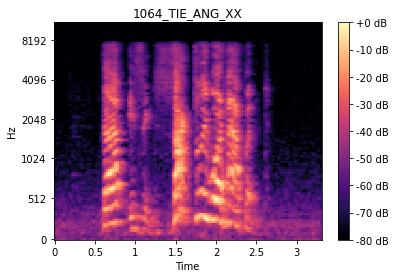 1064_TIE_ANG_XX
+0 dB
8192
-10 dB
4096
-20 dB
-30 dB
Hz
2048
-40 dB
1024
-50 dB
512
-60 dB
-70 dB
0
-80 dB
0 0.5 1 1.5 2 2.5 3
Time